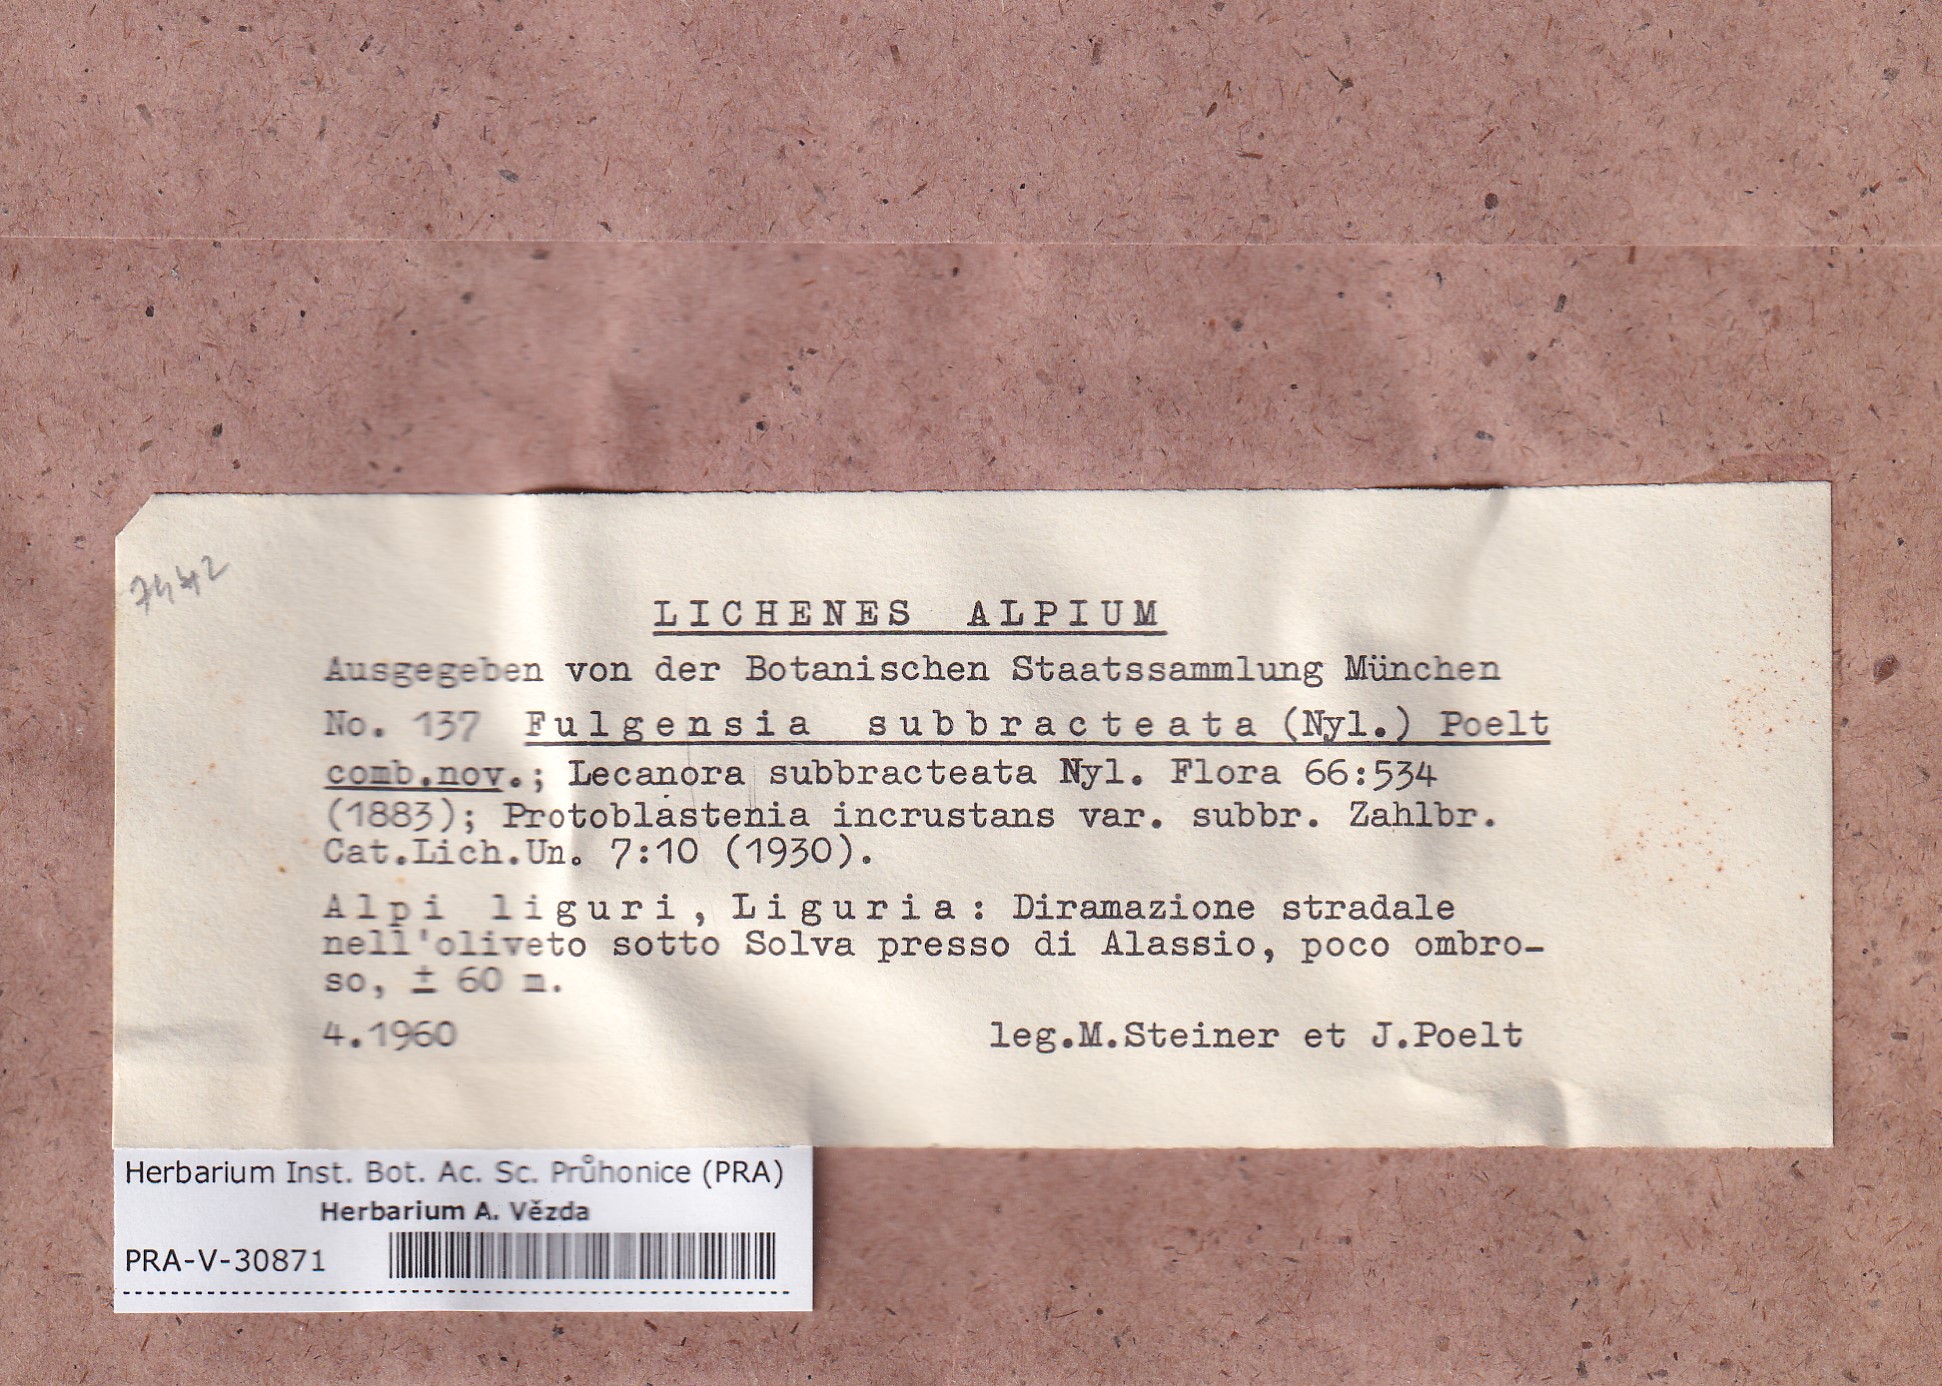 7442
LICHENES ALPIUM
Ausgegeben von der Botanischen Staatssammlung München
No. 137 Fulgensia subbracteata (Nyl.) Poelt
comb.nov.; Lecanora subbracteata Nyl. Flora 66:534
(1883); Protoblastenia incrustans var. subbr. Zahlbr.
Cat.Lich.Un. 7:10 (1930).
Alpi liguri, Liguria: Diramazione stradale
nell'oliveto sotto Solva presso di Alassio, poco ombro-
so, ± 60 m.
4.1960 leg.M.Steiner et J.Poelt
Herbarium Inst. Bot. Ac. Sc. Průhonice (PRA)
Herbarium A. Vězda
PRA-V-30871